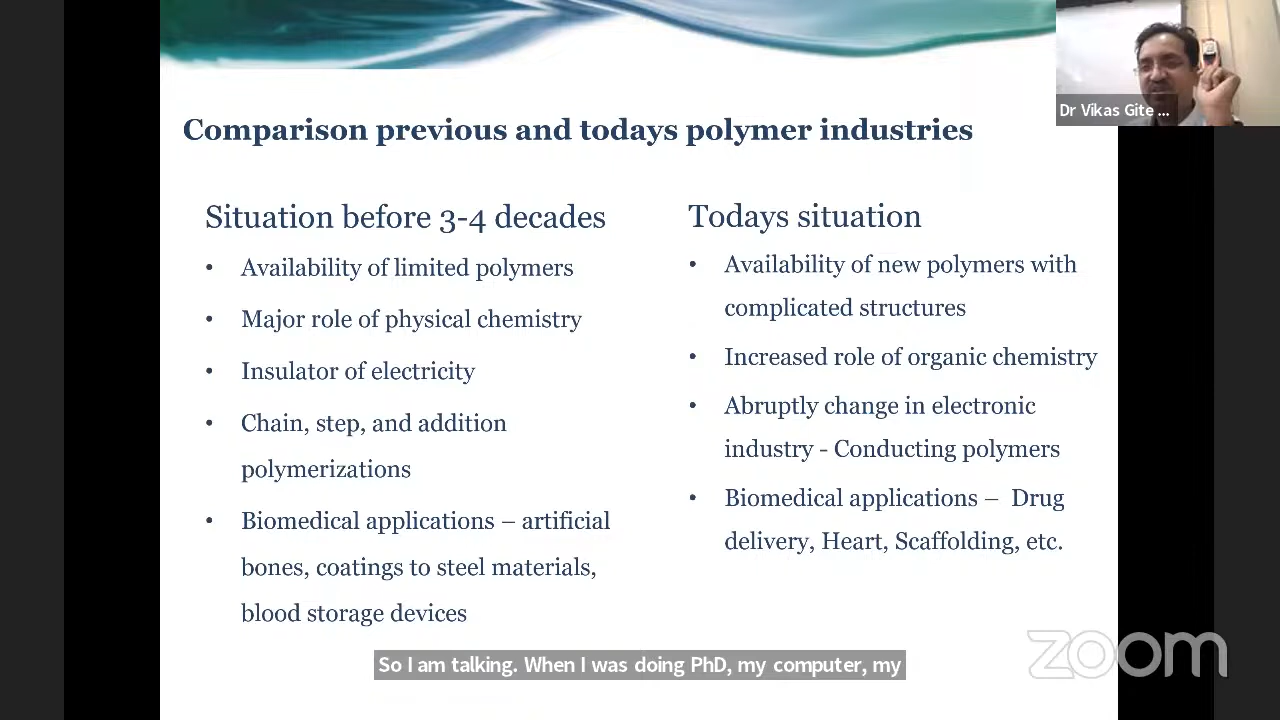 Comparison previous and todays polymer industries
Dr Vikas Gite ...
Situation before 3-4 decades
• Availability of limited polymers
• Major role of physical chemistry
• Insulator of electricity
• Chain, step, and addition
polymerizations
• Biomedical applications – artificial
bones, coatings to steel materials,
blood storage devices
Todays situation
• Availability of new polymers with
complicated structures
• Increased role of organic chemistry
• Abruptly change in electronic
industry - Conducting polymers
• Biomedical applications – Drug
delivery, Heart, Scaffolding, etc.
So I am talking. When I was doing PhD, my computer, my
zoom